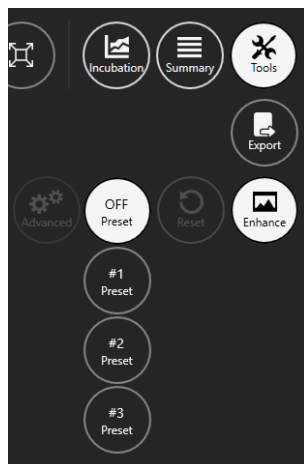 Incubation
Summary
Tools
Export
Advanced
OFF
Preset
Reset
Enhance
#1
Preset
#2
Preset
#3
Preset